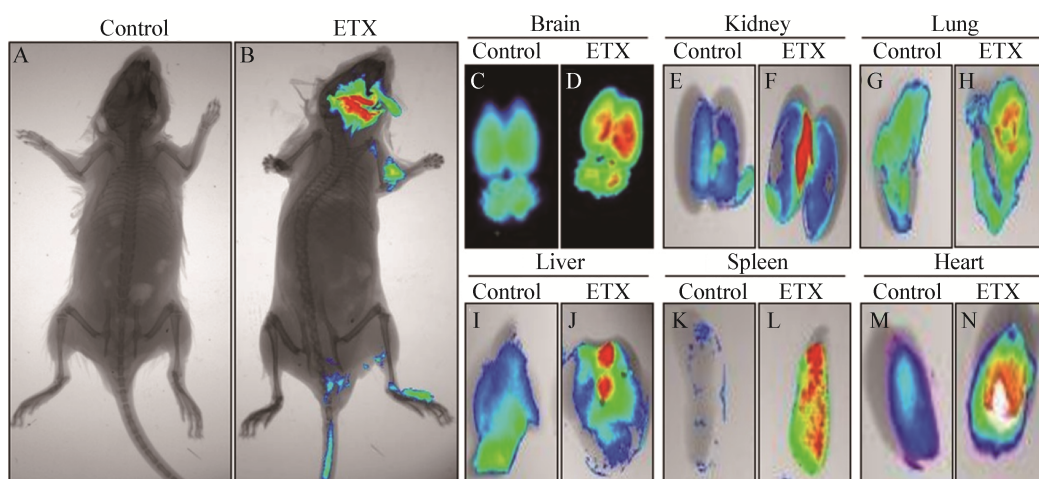 Control ETX
A B
Brain Kidney Lung
Control ETX Control ETX Control ETX
C D E F G H
Liver Spleen Heart
Control ETX Control ETX Control ETX
I J K L M N